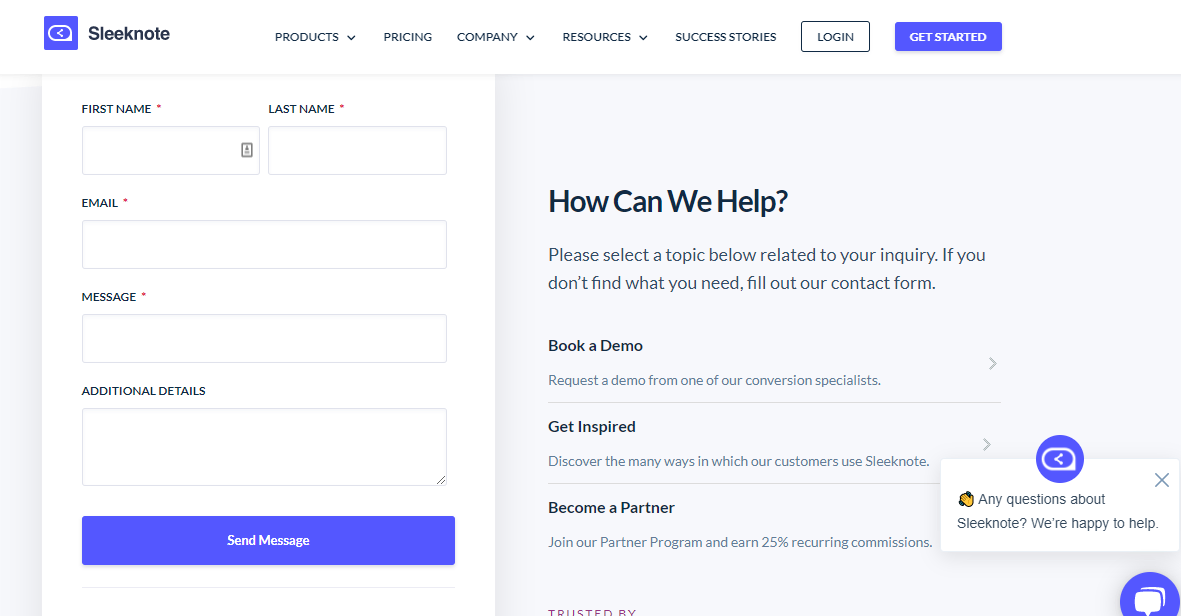 Sleeknote
PRODUCTS
PRICING
COMPANY
RESOURCES
SUCCESS STORIES
LOGIN
GET STARTED
FIRST NAME *
LAST NAME *
EMAIL *
MESSAGE *
ADDITIONAL DETAILS
Send Message
How Can We Help?
Please select a topic below related to your inquiry. If you
don’t find what you need, fill out our contact form.
Book a Demo
Request a demo from one of our conversion specialists.
Get Inspired
Discover the many ways in which our customers use Sleeknote.
Become a Partner
Join our Partner Program and earn 25% recurring commissions.
TRUSTED BY
👋 Any questions about
Sleeknote? We’re happy to help.